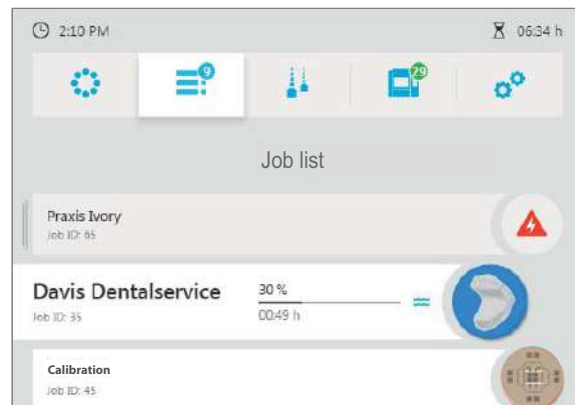 2:10 PM
06:34 h
9
29
Job list
Praxis Ivory
Job ID: 65
Davis Dentalservice
30 %
Job ID: 35
00:49 h
Calibration
Job ID: 45